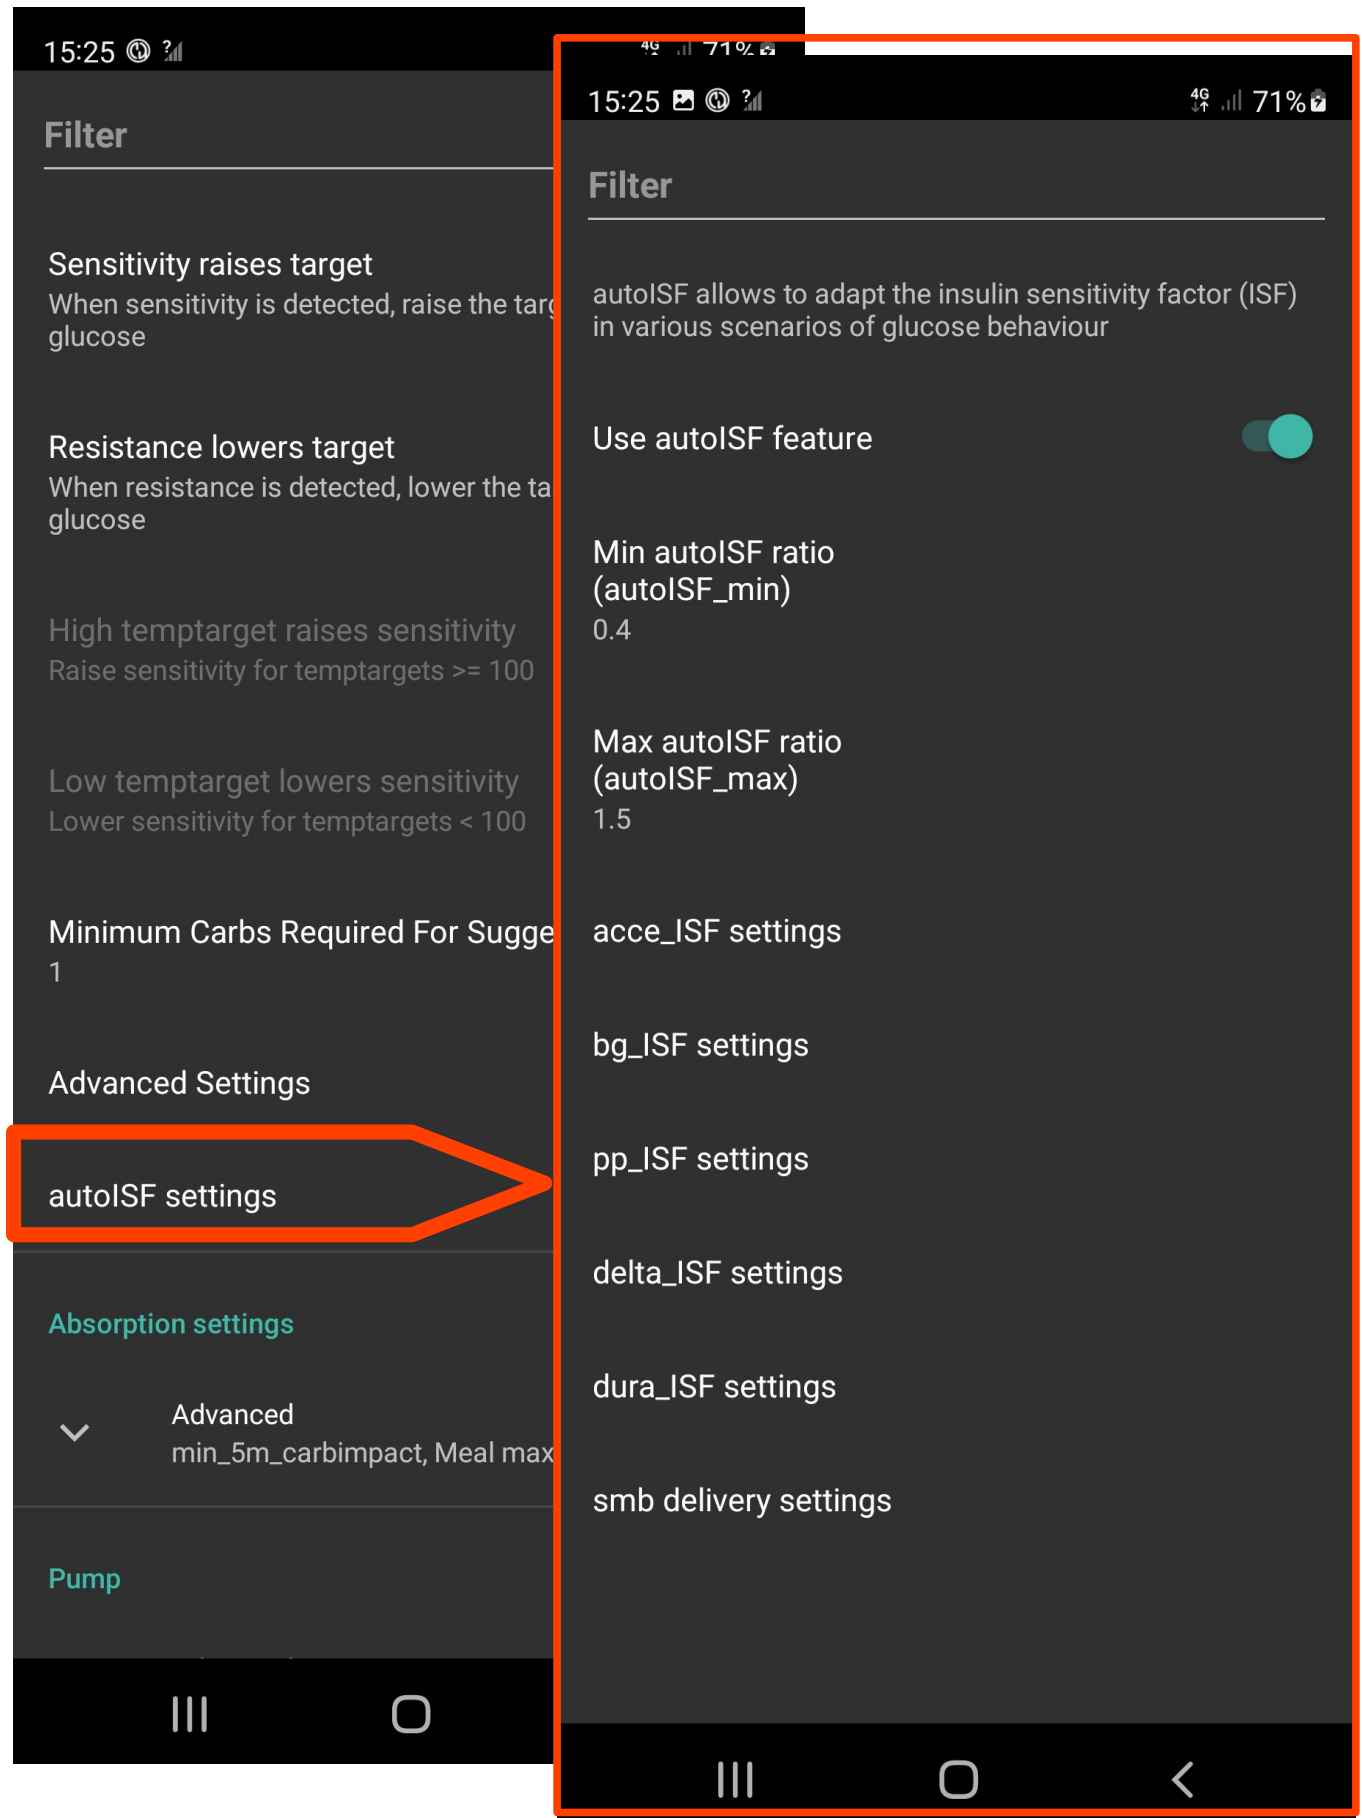 15:25
4G 71%
Filter
Sensitivity raises target
When sensitivity is detected, raise the targ
glucose
Resistance lowers target
When resistance is detected, lower the ta
glucose
High temptarget raises sensitivity
Raise sensitivity for temptargets >= 100
Low temptarget lowers sensitivity
Lower sensitivity for temptargets < 100
Minimum Carbs Required For Sugge
1
Advanced Settings
autoISF settings
Absorption settings
Advanced
min_5m_carbimpact, Meal max
Pump
15:25 4G 71%
Filter
autoISF allows to adapt the insulin sensitivity factor (ISF)
in various scenarios of glucose behaviour
Use autoISF feature
Min autoISF ratio
(autoISF_min)
0.4
Max autoISF ratio
(autoISF_max)
1.5
acce_ISF settings
bg_ISF settings
pp_ISF settings
delta_ISF settings
dura_ISF settings
smb delivery settings